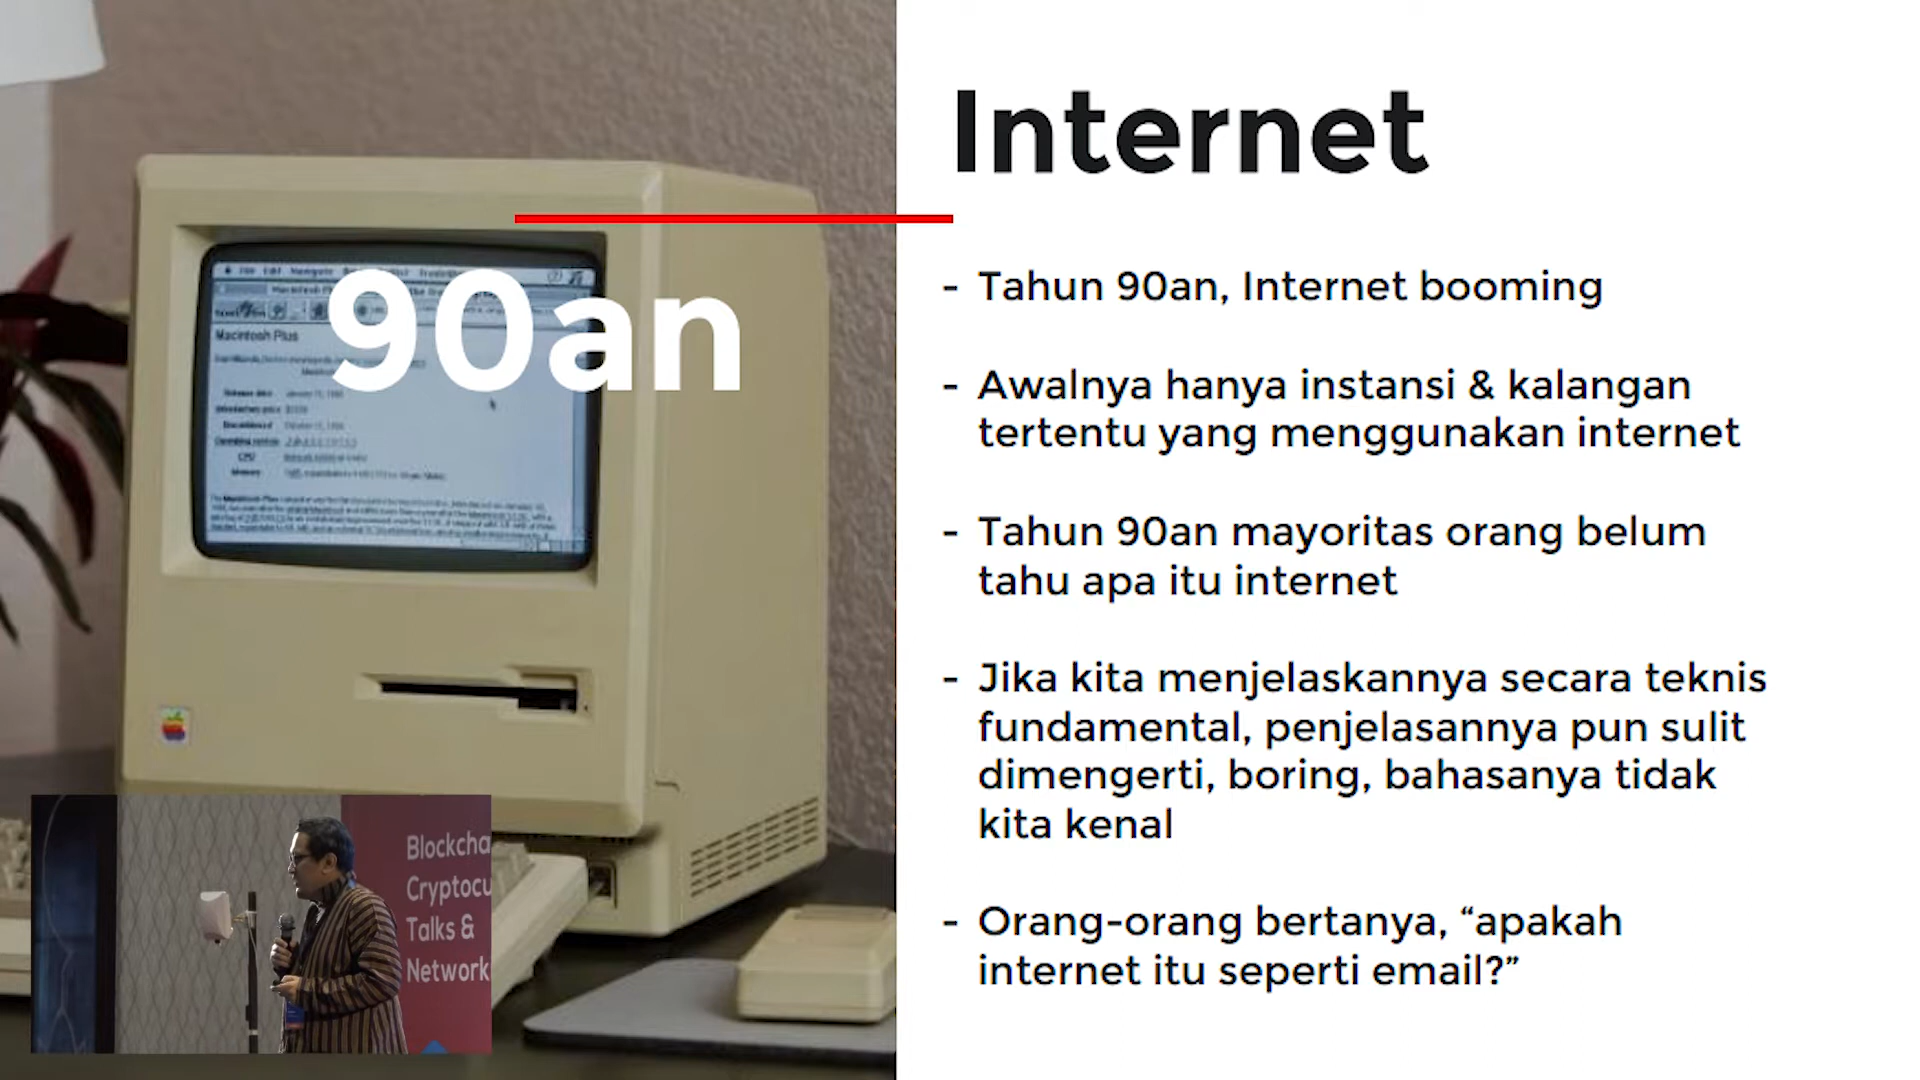 Internet
90an
- Tahun 90an, Internet booming
- Awalnya hanya instansi & kalangan
tertentu yang menggunakan internet
- Tahun 90an mayoritas orang belum
tahu apa itu internet
- Jika kita menjelaskannya secara teknis
fundamental, penjelasannya pun sulit
dimengerti, boring, bahasanya tidak
kita kenal
- Orang-orang bertanya, “apakah
internet itu seperti email?”
Macintosh Plus
Blockcha
Cryptocu
Talks &
Network